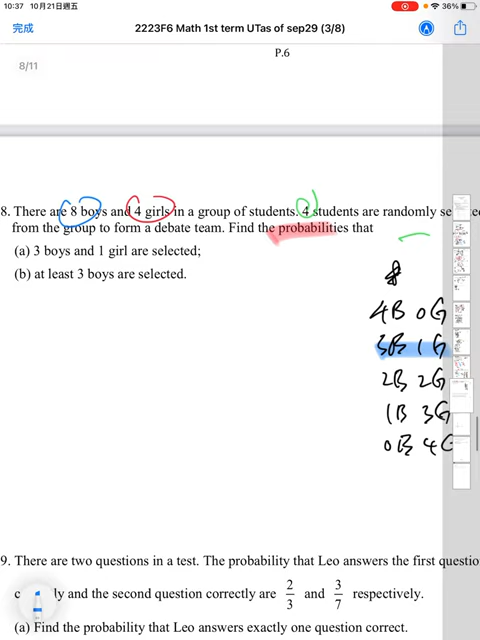 10:37 10月21日週五 36%
完成 2223F6 Math 1st term UTas of sep29 (3/8)
8/11 P.6
8. There are 8 boys and 4 girls in a group of students. 4 students are randomly se
from the group to form a debate team. Find the probabilities that
(a) 3 boys and 1 girl are selected;
(b) at least 3 boys are selected.
4B 0G
3B 1G
2B 2G
1B 3G
0B 4G
9. There are two questions in a test. The probability that Leo answers the first questio
ly and the second question correctly are 2/3 and 3/7 respectively.
(a) Find the probability that Leo answers exactly one question correct.